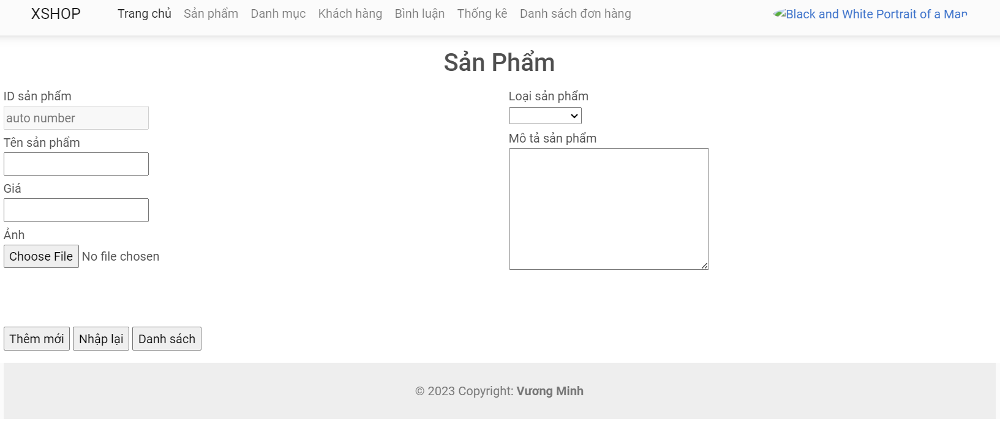 XSHOP Trang chủ Sản phẩm Danh mục Khách hàng Bình luận Thống kê Danh sách đơn hàng Black and White Portrait of a Man
Sản Phẩm
ID sản phẩm
auto number
Tên sản phẩm
Giá
Ảnh
Choose File No file chosen
Loại sản phẩm
Mô tả sản phẩm
Thêm mới Nhập lại Danh sách
© 2023 Copyright: Vương Minh